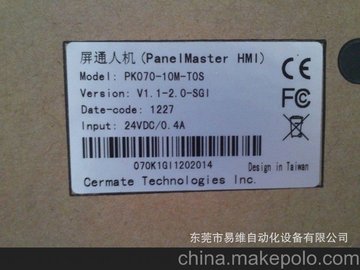 屏通人机 (PanelMaster HMI)
Model: PK070-10M-T0S
Version: V1.1-2.0-SGI
Date-code: 1227
Input: 24VDC/0.4A
CE
FC
070K1GI1202014
Design in Taiwan
Cermate Technologies Inc.
东莞市易维自动化设备有限公司
www.makepolo.com